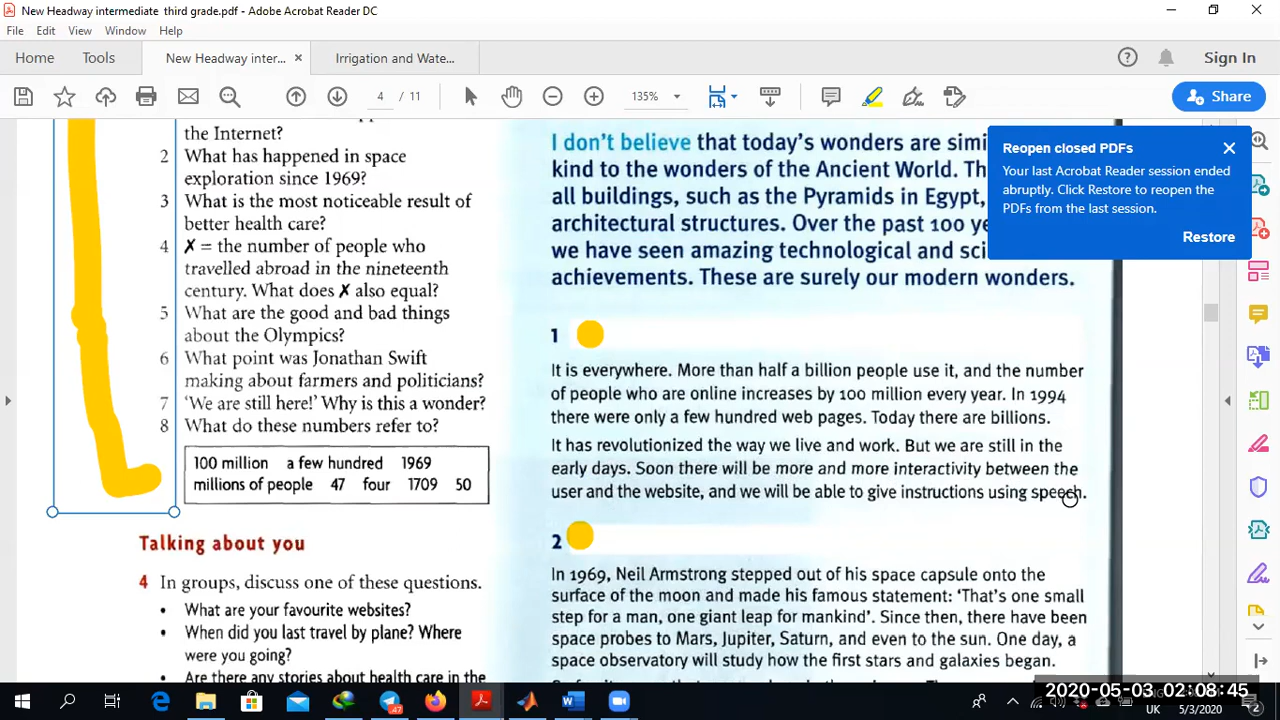 New Headway intermediate third grade.pdf - Adobe Acrobat Reader DC
File Edit View Window Help
Home Tools New Headway inter... × Irrigation and Wate... Sign In
4 / 11 135% Share
the Internet?
2 What has happened in space
exploration since 1969?
3 What is the most noticeable result of
better health care?
4 ✗ = the number of people who
travelled abroad in the nineteenth
century. What does ✗ also equal?
5 What are the good and bad things
about the Olympics?
6 What point was Jonathan Swift
making about farmers and politicians?
7 ‘We are still here!’ Why is this a wonder?
8 What do these numbers refer to?
100 million a few hundred 1969
millions of people 47 four 1709 50
Talking about you
4 In groups, discuss one of these questions.
• What are your favourite websites?
• When did you last travel by plane? Where
were you going?
• Are there any stories about health care in the
I don't believe that today's wonders are simi
kind to the wonders of the Ancient World. Th
all buildings, such as the Pyramids in Egypt,
architectural structures. Over the past 100 ye
we have seen amazing technological and sci
achievements. These are surely our modern wonders.
1
It is everywhere. More than half a billion people use it, and the number
of people who are online increases by 100 million every year. In 1994
there were only a few hundred web pages. Today there are billions.
It has revolutionized the way we live and work. But we are still in the
early days. Soon there will be more and more interactivity between the
user and the website, and we will be able to give instructions using speech.
2
In 1969, Neil Armstrong stepped out of his space capsule onto the
surface of the moon and made his famous statement: ‘That's one small
step for a man, one giant leap for mankind’. Since then, there have been
space probes to Mars, Jupiter, Saturn, and even to the sun. One day, a
space observatory will study how the first stars and galaxies began.
Reopen closed PDFs
Your last Acrobat Reader session ended
abruptly. Click Restore to reopen the
PDFs from the last session.
Restore
2020-05-03 02:08:45
UK 5/3/2020